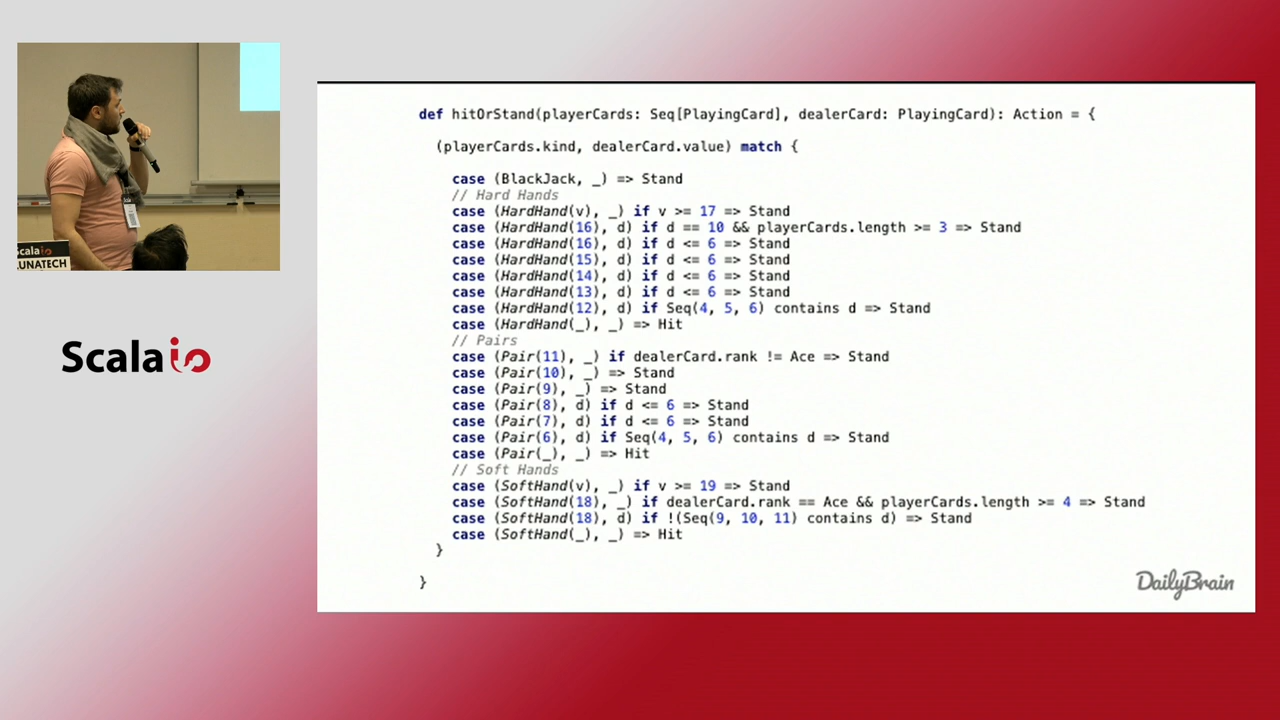 def hitOrStand(playerCards: Seq[PlayingCard], dealerCard: PlayingCard): Action = {
(playerCards.kind, dealerCard.value) match {
case (BlackJack, _) => Stand
// Hard Hands
case (HardHand(v), _) if v >= 17 => Stand
case (HardHand(16), d) if d == 10 && playerCards.length >= 3 => Stand
case (HardHand(16), d) if d <= 6 => Stand
case (HardHand(15), d) if d <= 6 => Stand
case (HardHand(14), d) if d <= 6 => Stand
case (HardHand(13), d) if d <= 6 => Stand
case (HardHand(12), d) if Seq(4, 5, 6) contains d => Stand
case (HardHand(_), _) => Hit
// Pairs
case (Pair(11), _) if dealerCard.rank != Ace => Stand
case (Pair(10), _) => Stand
case (Pair(9), _) => Stand
case (Pair(8), d) if d <= 6 => Stand
case (Pair(7), d) if d <= 6 => Stand
case (Pair(6), d) if Seq(4, 5, 6) contains d => Stand
case (Pair(_), _) => Hit
// Soft Hands
case (SoftHand(v), _) if v >= 19 => Stand
case (SoftHand(18), _) if dealerCard.rank == Ace && playerCards.length >= 4 => Stand
case (SoftHand(18), d) if !(Seq(9, 10, 11) contains d) => Stand
case (SoftHand(_), _) => Hit
}
}
DailyBrain
Scalaio
LUNATECH
Scalaio